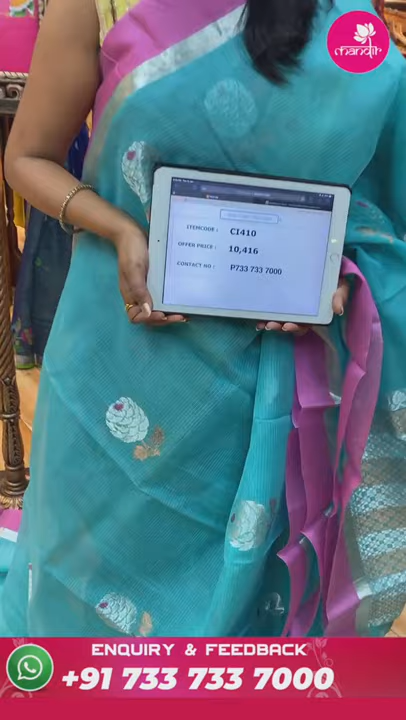 mandir
ITEMCODE : CI410
OFFER PRICE : 10,416
CONTACT NO : P733 733 7000
ENQUIRY & FEEDBACK
+91 733 733 7000